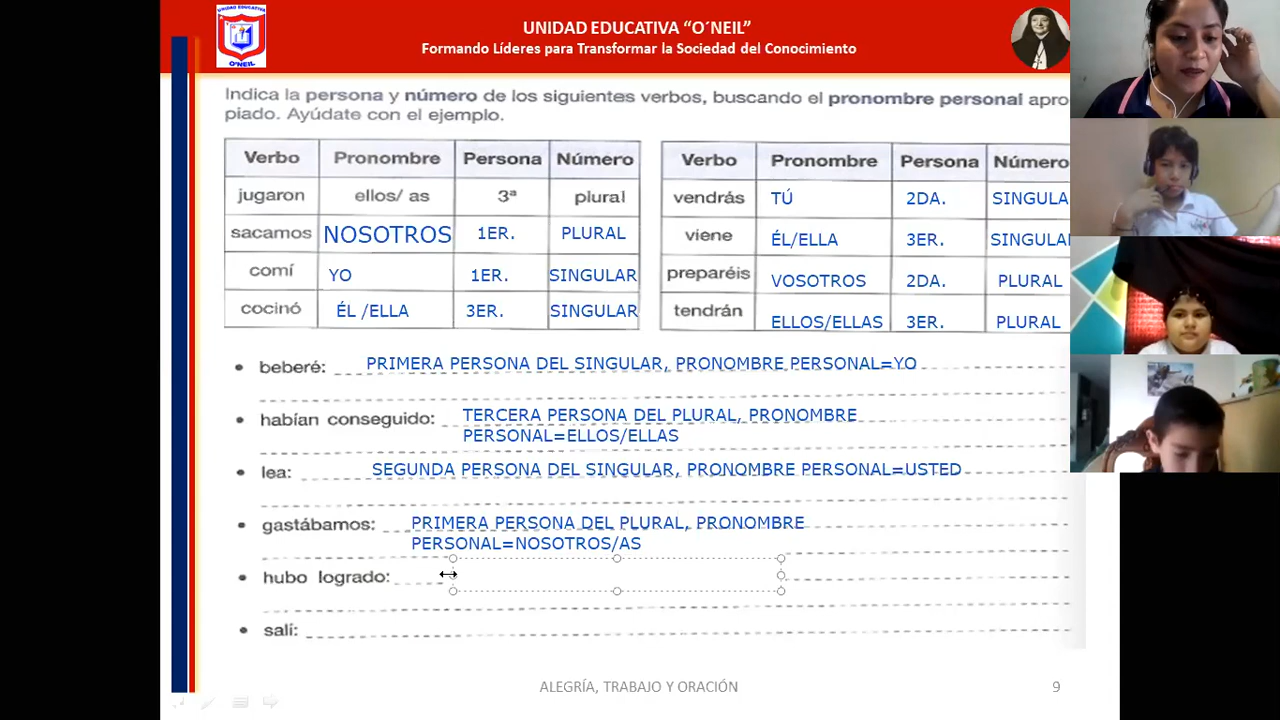 UNIDAD EDUCATIVA
O´NEIL
UNIDAD EDUCATIVA “O´NEIL”
Formando Líderes para Transformar la Sociedad del Conocimiento
Indica la persona y número de los siguientes verbos, buscando el pronombre personal apro
piado. Ayúdate con el ejemplo.
Verbo Pronombre Persona Número
jugaron ellos/ as 3ª plural
sacamos NOSOTROS 1ER. PLURAL
comí YO 1ER. SINGULAR
cocinó ÉL /ELLA 3ER. SINGULAR
Verbo Pronombre Persona Número
vendrás TÚ 2DA. SINGULA
viene ÉL/ELLA 3ER. SINGULA
preparéis VOSOTROS 2DA. PLURAL
tendrán ELLOS/ELLAS 3ER. PLURAL
• beberé: PRIMERA PERSONA DEL SINGULAR, PRONOMBRE PERSONAL=YO
• habían conseguido: TERCERA PERSONA DEL PLURAL, PRONOMBRE
PERSONAL=ELLOS/ELLAS
• lea: SEGUNDA PERSONA DEL SINGULAR, PRONOMBRE PERSONAL=USTED
• gastábamos: PRIMERA PERSONA DEL PLURAL, PRONOMBRE
PERSONAL=NOSOTROS/AS
• hubo logrado:
• salí:
ALEGRÍA, TRABAJO Y ORACIÓN
9